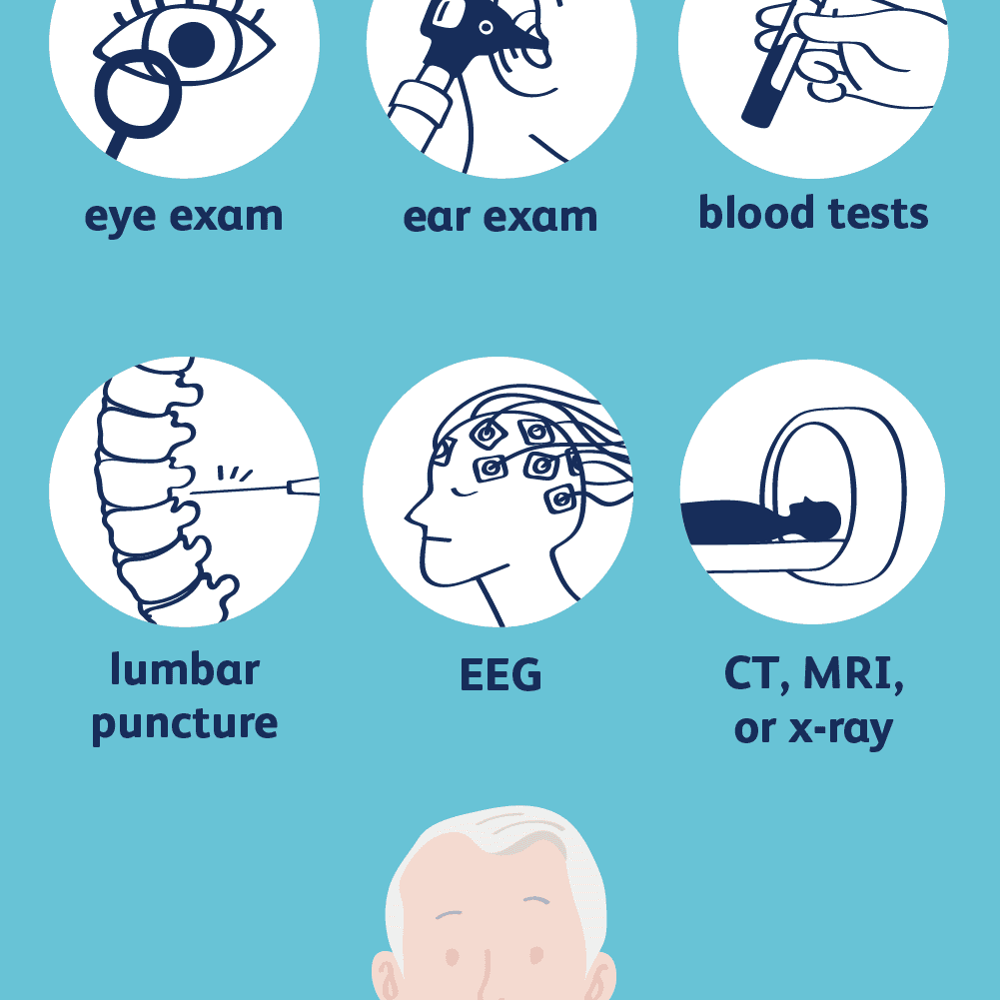 eye exam
ear exam
blood tests
lumbar
puncture
EEG
CT, MRI,
or x-ray